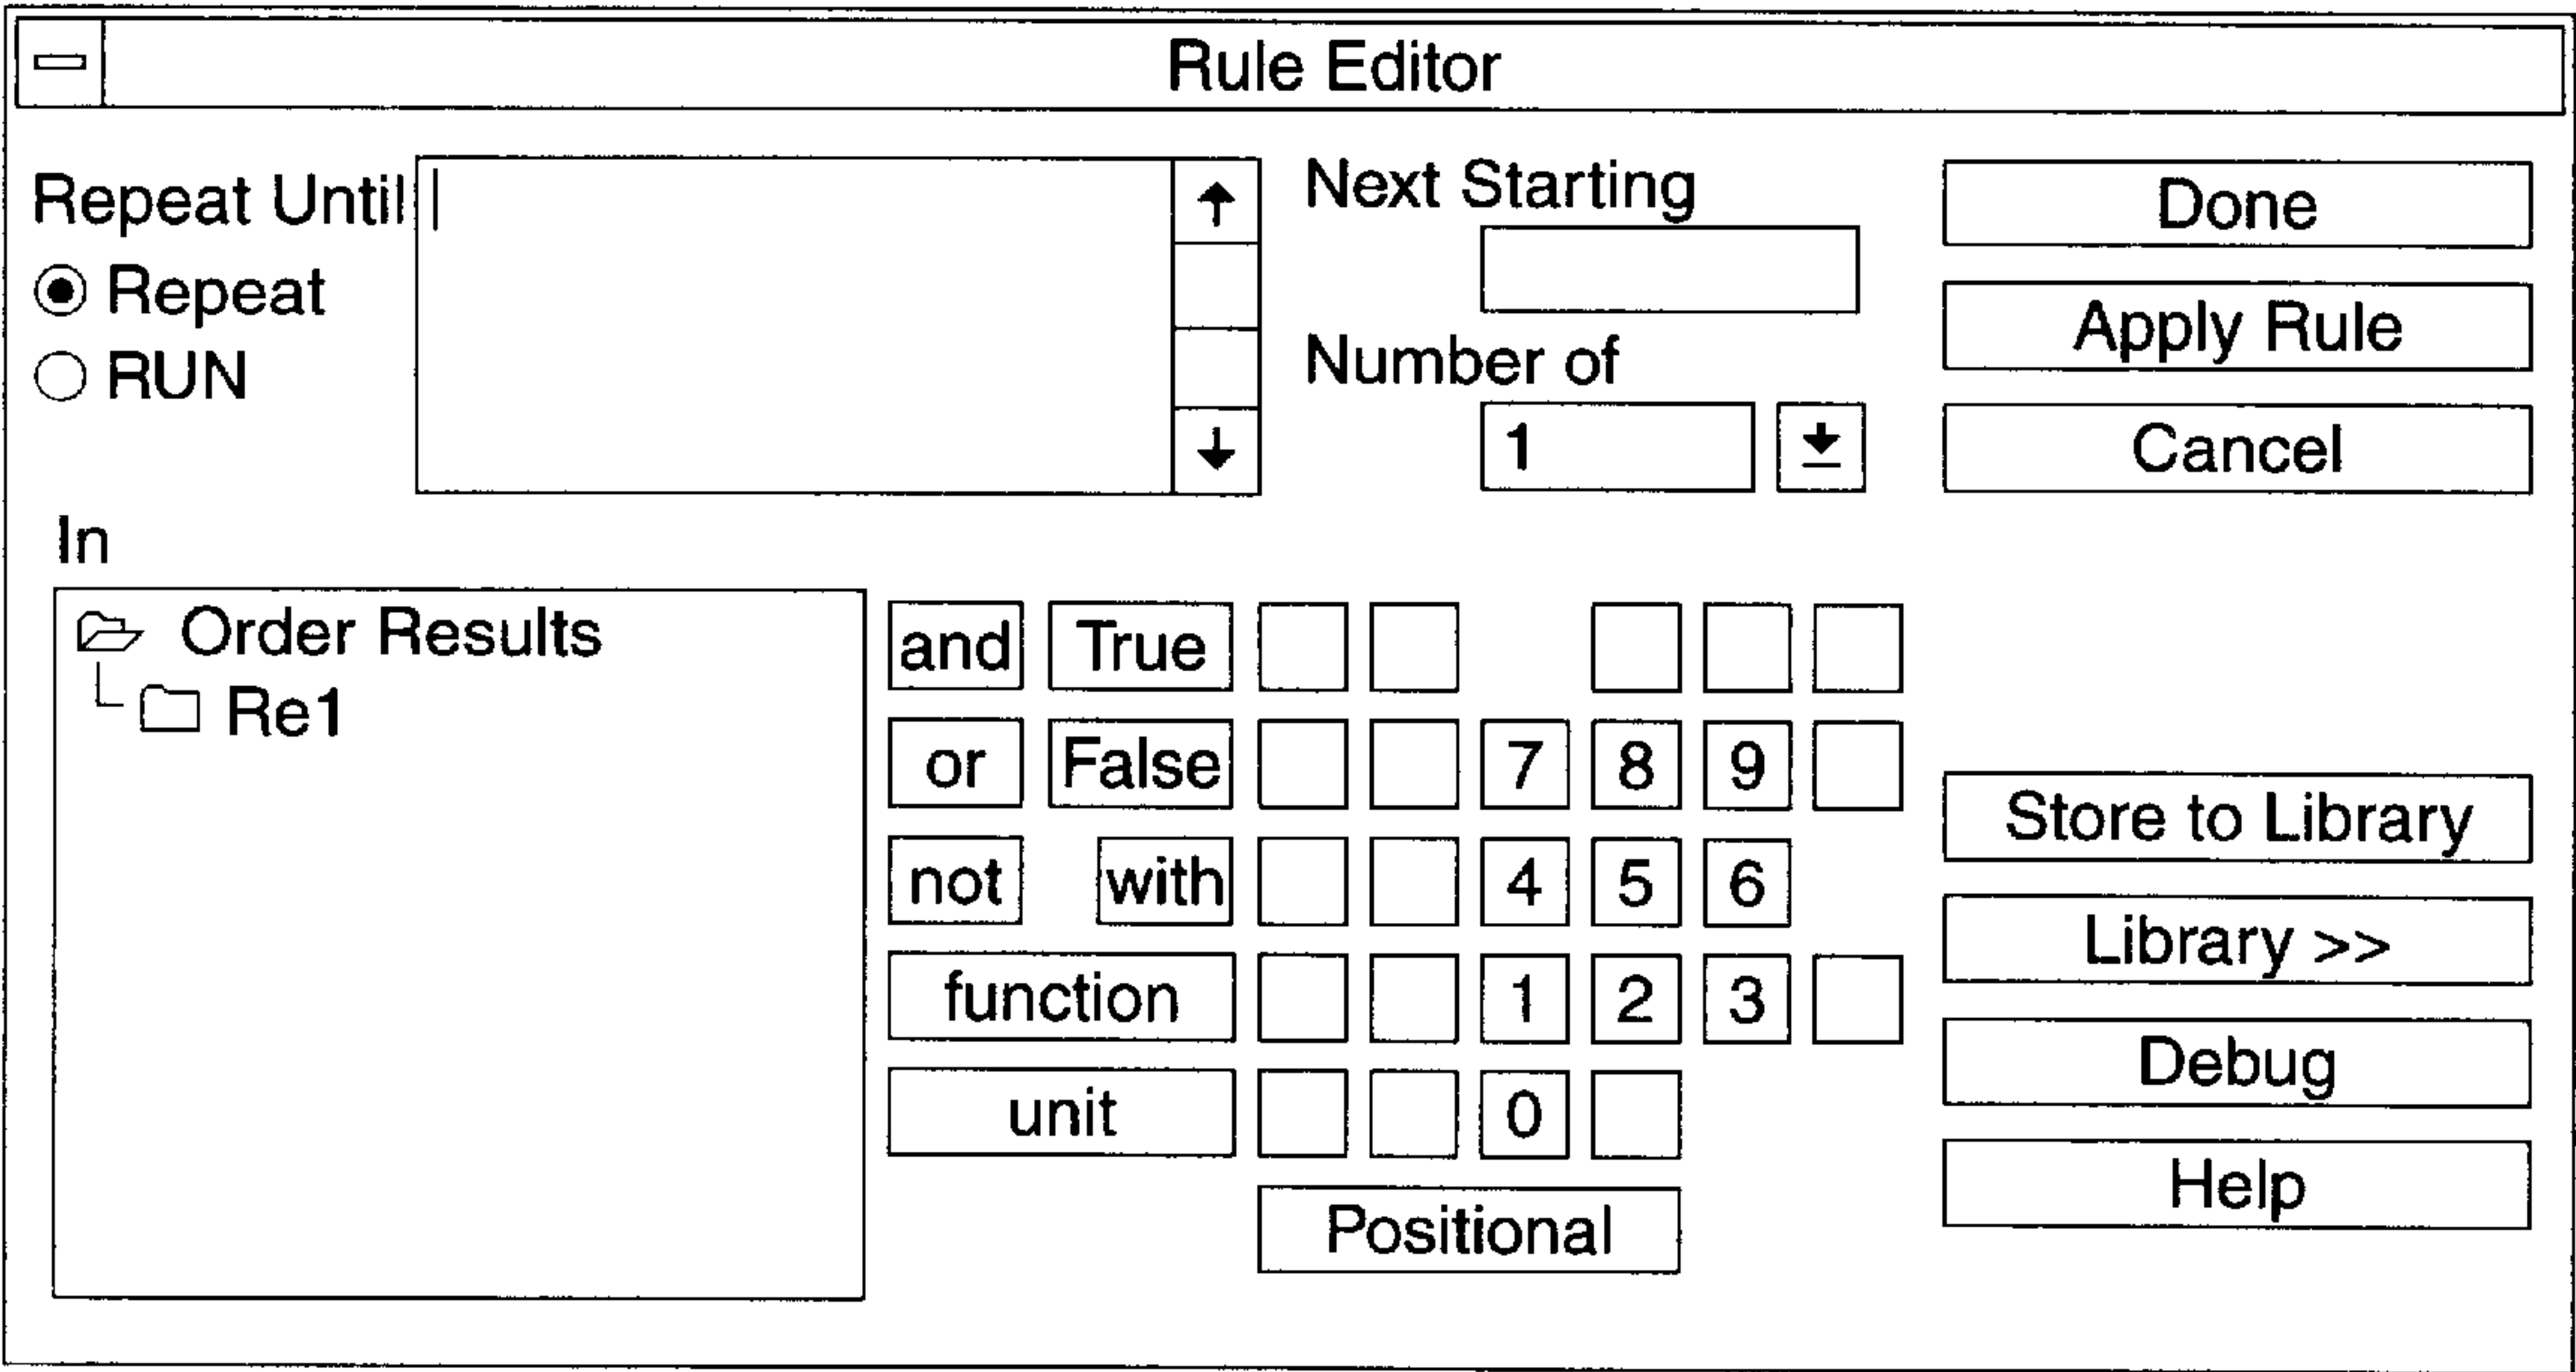 Rule Editor
Repeat Until
Repeat
RUN
Next Starting
Number of
1
Done
Apply Rule
Cancel
In
Order Results
Re1
and True
or False 7 8 9
not with 4 5 6
function 1 2 3
unit 0
Positional
Store to Library
Library >>
Debug
Help